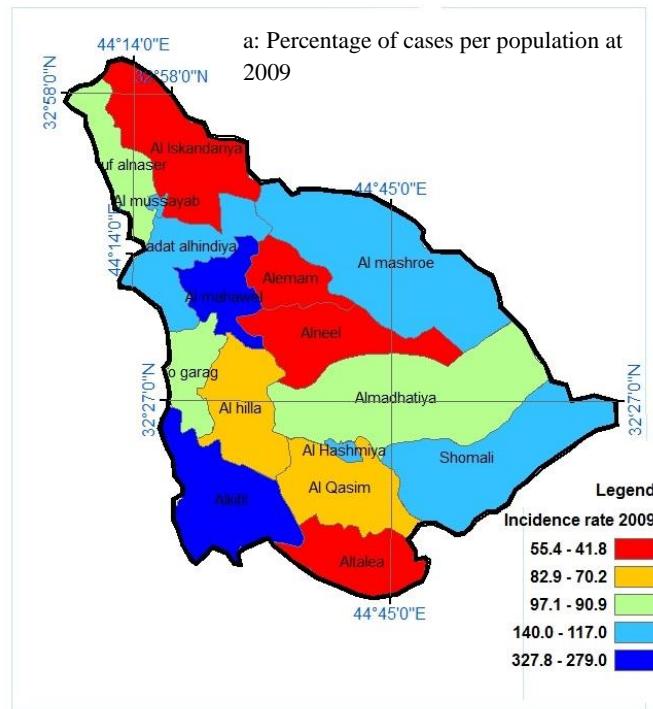 a: Percentage of cases per population at
2009
44°14'0"E
32°58'0"N
32°58'0"N
Al Iskandariya
uf alnaser
Al mussayab
44°45'0"E
adat alhindiya
44°14'0"E
Al mashroe
Alemam
Al mahawel
Alneel
o garag
Almadhatiya
32°27'0"N
32°27'0"N
Al hilla
Al Hashmiya
Shomali
Al Qasim
Alkifil
Altalea
44°45'0"E
Legend
Incidence rate 2009
55.4 - 41.8
82.9 - 70.2
97.1 - 90.9
140.0 - 117.0
327.8 - 279.0